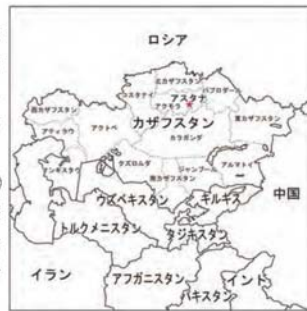 ロシア
北カザフスタン
コスタナイ
パブロダール
アスタナ
アクモラ
西カザフスタン
カザフスタン
東カザフスタン
アティラウ
アクトベ
カラガンダ
マンギスタウ
クズロルダ
ジャンブール
アルマトイ
南カザフスタン
中国
ウズベキスタン
キルギス
トルクメニスタン
タジキスタン
イラン
アフガニスタン
インド
パキスタン